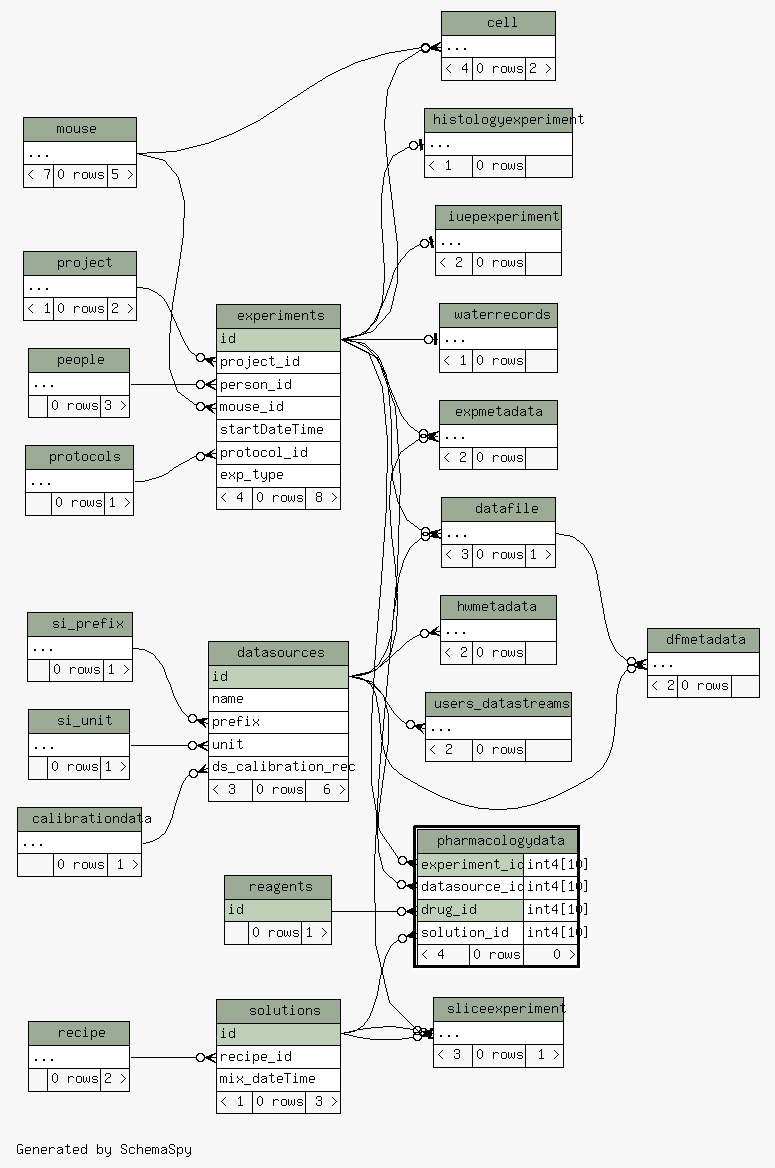 cell
...
< 4 0 rows 2 >
histologyexperiment
...
< 1 0 rows
mouse
...
< 7 0 rows 5 >
iuepexperiment
...
< 2 0 rows
project
...
< 1 0 rows 2 >
waterrecords
...
< 1 0 rows
people
...
0 rows 3 >
protocols
...
0 rows 1 >
experiments
id
project_id
person_id
mouse_id
startDateTime
protocol_id
exp_type
< 4 0 rows 8 >
expmetadata
...
< 2 0 rows
datafile
...
< 3 0 rows 1 >
hwmetadata
...
< 2 0 rows
dfmetadata
...
< 2 0 rows
si_prefix
...
0 rows 1 >
si_unit
...
0 rows 1 >
calibrationdata
...
0 rows 1 >
datasources
id
name
prefix
unit
ds_calibration_rec
< 3 0 rows 6 >
users_datastreams
...
< 2 0 rows
pharmacologydata
experiment_id int4[10]
datasource_id int4[10]
drug_id int4[10]
solution_id int4[10]
< 4 0 rows 0 >
reagents
id
0 rows 1 >
solutions
id
recipe_id
mix_dateTime
< 1 0 rows 3 >
recipe
...
0 rows 2 >
sliceexperiment
...
< 3 0 rows 1 >
Generated by SchemaSpy